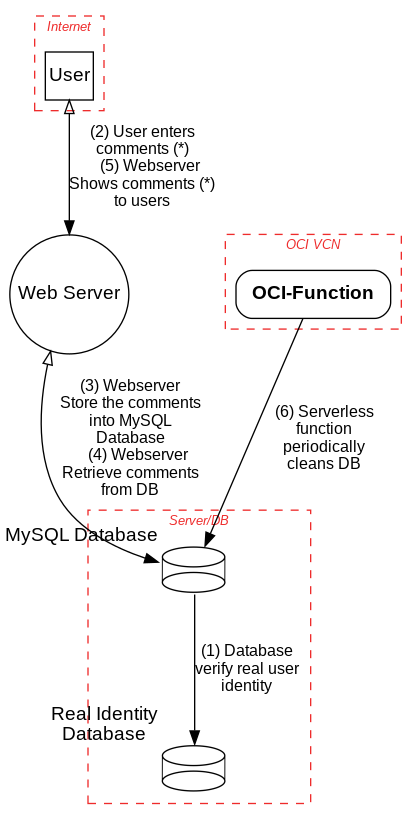 Internet
User
(2) User enters
comments (*)
(5) Webserver
Shows comments (*)
to users
OCI VCN
Web Server
OCI-Function
(3) Webserver
Store the comments
into MySQL
Database
(4) Webserver
Retrieve comments
from DB
(6) Serverless
function
periodically
cleans DB
Server/DB
MySQL Database
(1) Database
verify real user
identity
Real Identity
Database